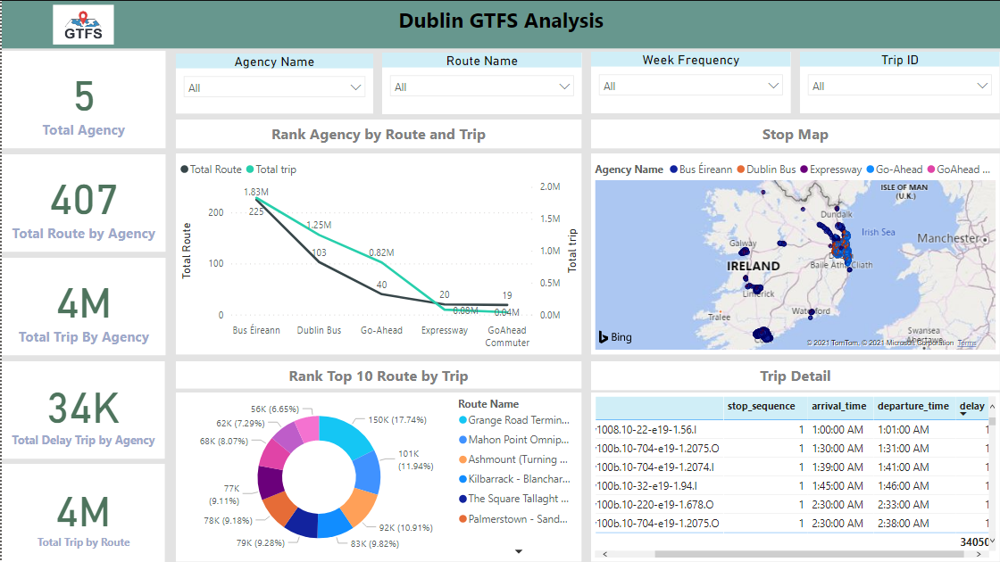 GTFS
Dublin GTFS Analysis
5
Total Agency
407
Total Route by Agency
4M
Total Trip By Agency
34K
Total Delay Trip by Agency
4M
Total Trip by Route
Agency Name
All
Route Name
All
Week Frequency
All
Trip ID
All
Rank Agency by Route and Trip
Total Route Total trip
Total Route
200
100
0
1.83M
225
1.25M
103
0.82M
40
20
0.08M
19
0.04M
2.0M
1.5M
1.0M
0.5M
0.0M
Total trip
Bus Éireann
Dublin Bus
Go-Ahead
Expressway
GoAhead
Commuter
Stop Map
Agency Name Bus Éireann Dublin Bus Expressway Go-Ahead GoAhead ...
ISLE OF MAN
(U.K.)
Dundalk
Irish Sea
Manchester
Galway
IRELAND
Baile Átha Cliath
Limerick
Tralee
Waterford
Swansea
Abertawe
Bing
© 2021 TomTom, © 2021 Microsoft Corporation Terms
Rank Top 10 Route by Trip
150K (17.74%)
101K
(11.94%)
92K (10.91%)
83K (9.82%)
79K (9.28%)
78K (9.18%)
77K
(9.11%)
68K (8.07%)
62K (7.29%)
56K (6.65%)
Route Name
Grange Road Termin...
Mahon Point Omnip...
Ashmount (Turning ...
Kilbarrack - Blanchar...
The Square Tallaght ...
Palmerstown - Sand...
Trip Detail
stop_sequence arrival_time departure_time delay
1008.10-22-e19-1.56.I 1 1:00:00 AM 1:01:00 AM 1
100b.10-704-e19-1.2075.O 1 1:30:00 AM 1:31:00 AM 1
100b.10-704-e19-1.2074.I 1 1:39:00 AM 1:41:00 AM 1
100b.10-32-e19-1.94.I 1 1:45:00 AM 1:46:00 AM 1
100b.10-220-e19-1.678.O 1 2:30:00 AM 2:33:00 AM 1
100b.10-704-e19-1.2075.O 1 2:30:00 AM 2:38:00 AM 1
34050